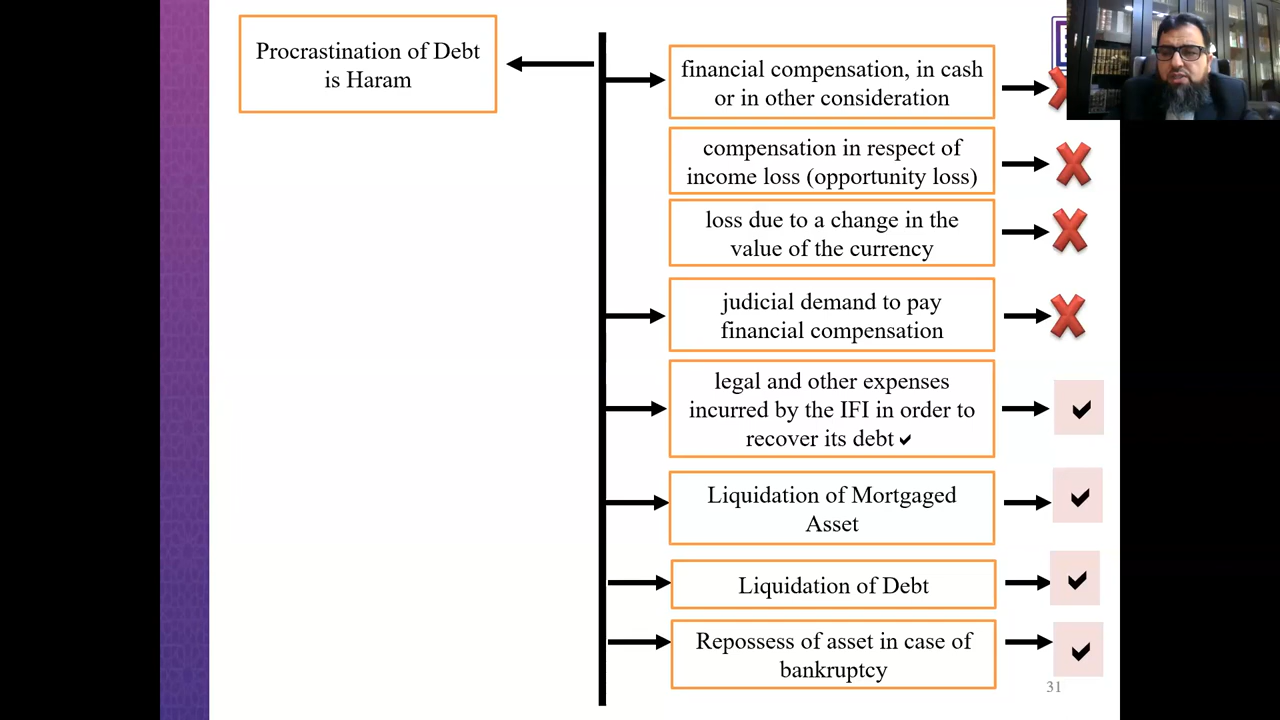 Procrastination of Debt
is Haram
financial compensation, in cash
or in other consideration
compensation in respect of
income loss (opportunity loss)
loss due to a change in the
value of the currency
judicial demand to pay
financial compensation
legal and other expenses
incurred by the IFI in order to
recover its debt ✔
Liquidation of Mortgaged
Asset
Liquidation of Debt
Repossess of asset in case of
bankruptcy
31